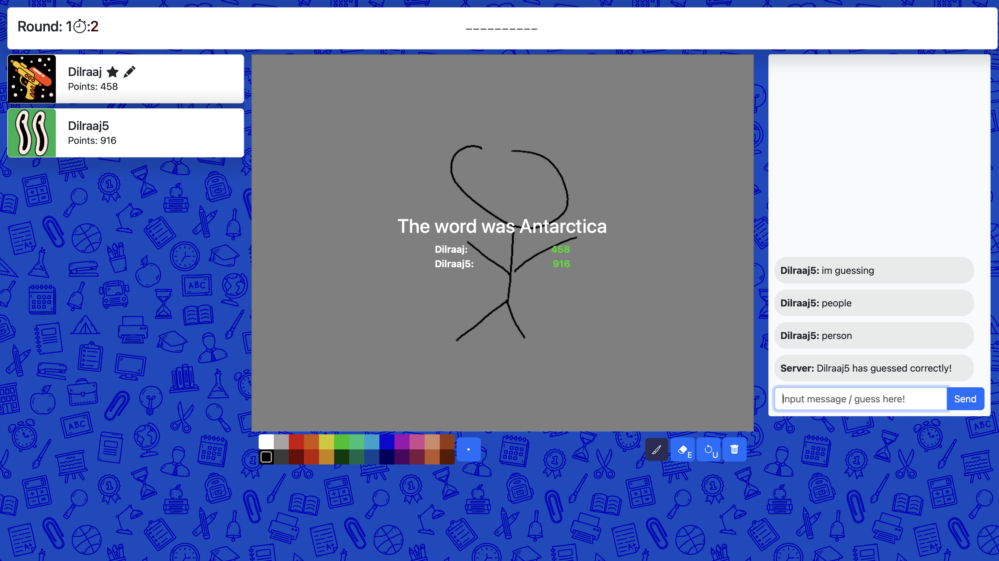 Round: 1 :2
__________
Dilraaj
Points: 458
Dilraaj5
Points: 916
The word was Antarctica
Dilraaj: 458
Dilraaj5: 916
Dilraaj5: im guessing
Dilraaj5: people
Dilraaj5: person
Server: Dilraaj5 has guessed correctly!
Input message / guess here!
Send
E
U